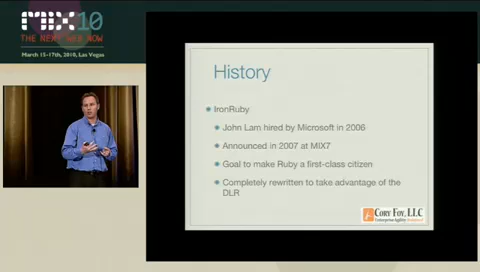 MIX10
THE NEXT WEB NOW
March 15-17th, 2010, Las Vegas
History
IronRuby
John Lam hired by Microsoft in 2006
Announced in 2007 at MIX7
Goal to make Ruby a first-class citizen
Completely rewritten to take advantage of the
DLR
CORY FOY, LLC